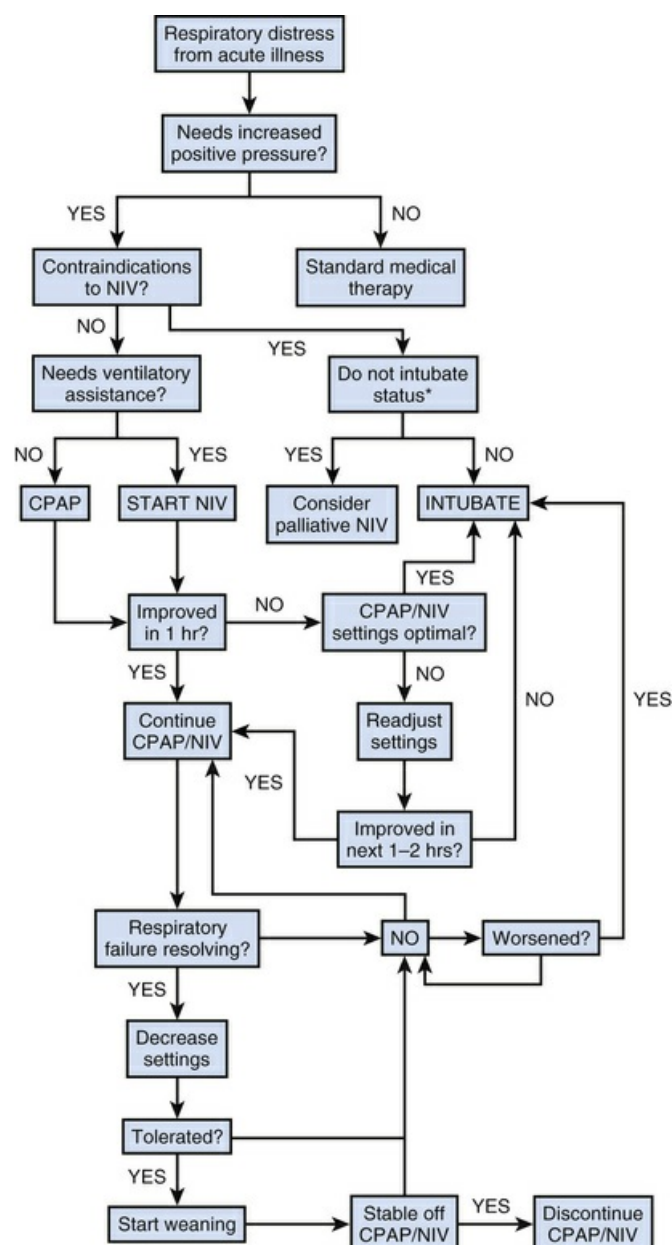 Respiratory distress
from acute illness
Needs increased
positive pressure?
YES
NO
Contraindications
to NIV?
Standard medical
therapy
NO
YES
Needs ventilatory
assistance?
Do not intubate
status*
NO
YES
YES
NO
CPAP
START NIV
Consider
palliative NIV
INTUBATE
YES
Improved
in 1 hr?
NO
CPAP/NIV
settings optimal?
YES
NO
NO
YES
Continue
CPAP/NIV
Readjust
settings
YES
Improved in
next 1–2 hrs?
Respiratory
failure resolving?
NO
Worsened?
YES
Decrease
settings
Tolerated?
YES
Start weaning
Stable off
CPAP/NIV
YES
Discontinue
CPAP/NIV